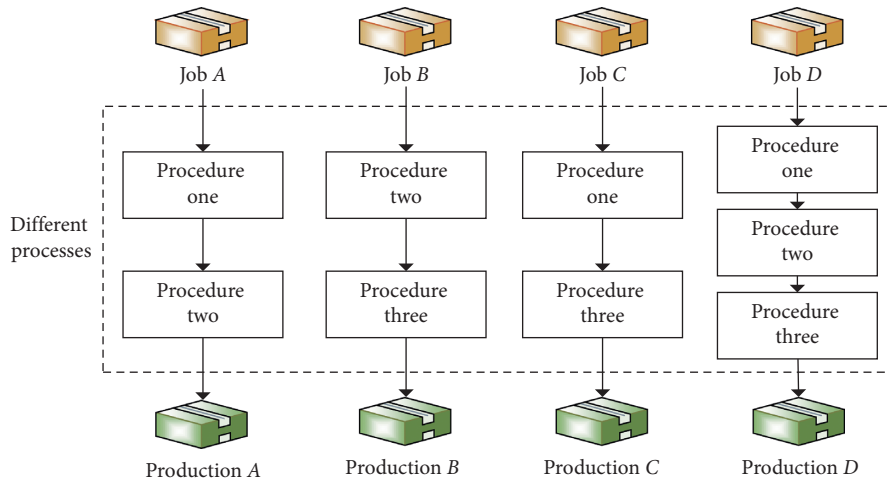 Job A
Job B
Job C
Job D
Different
processes
Procedure
one
Procedure
two
Procedure
two
Procedure
three
Procedure
one
Procedure
three
Procedure
one
Procedure
two
Procedure
three
Production A
Production B
Production C
Production D